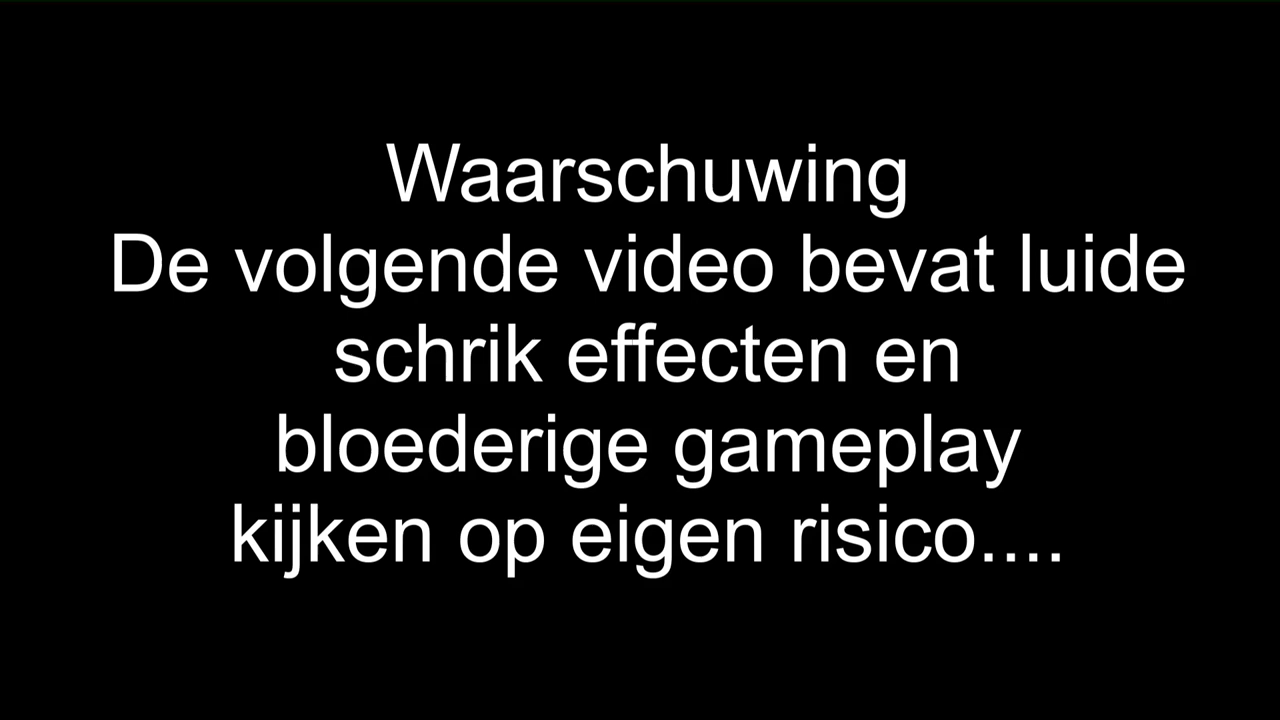 Waarschuwing
De volgende video bevat luide
schrik effecten en
bloederige gameplay
kijken op eigen risico....